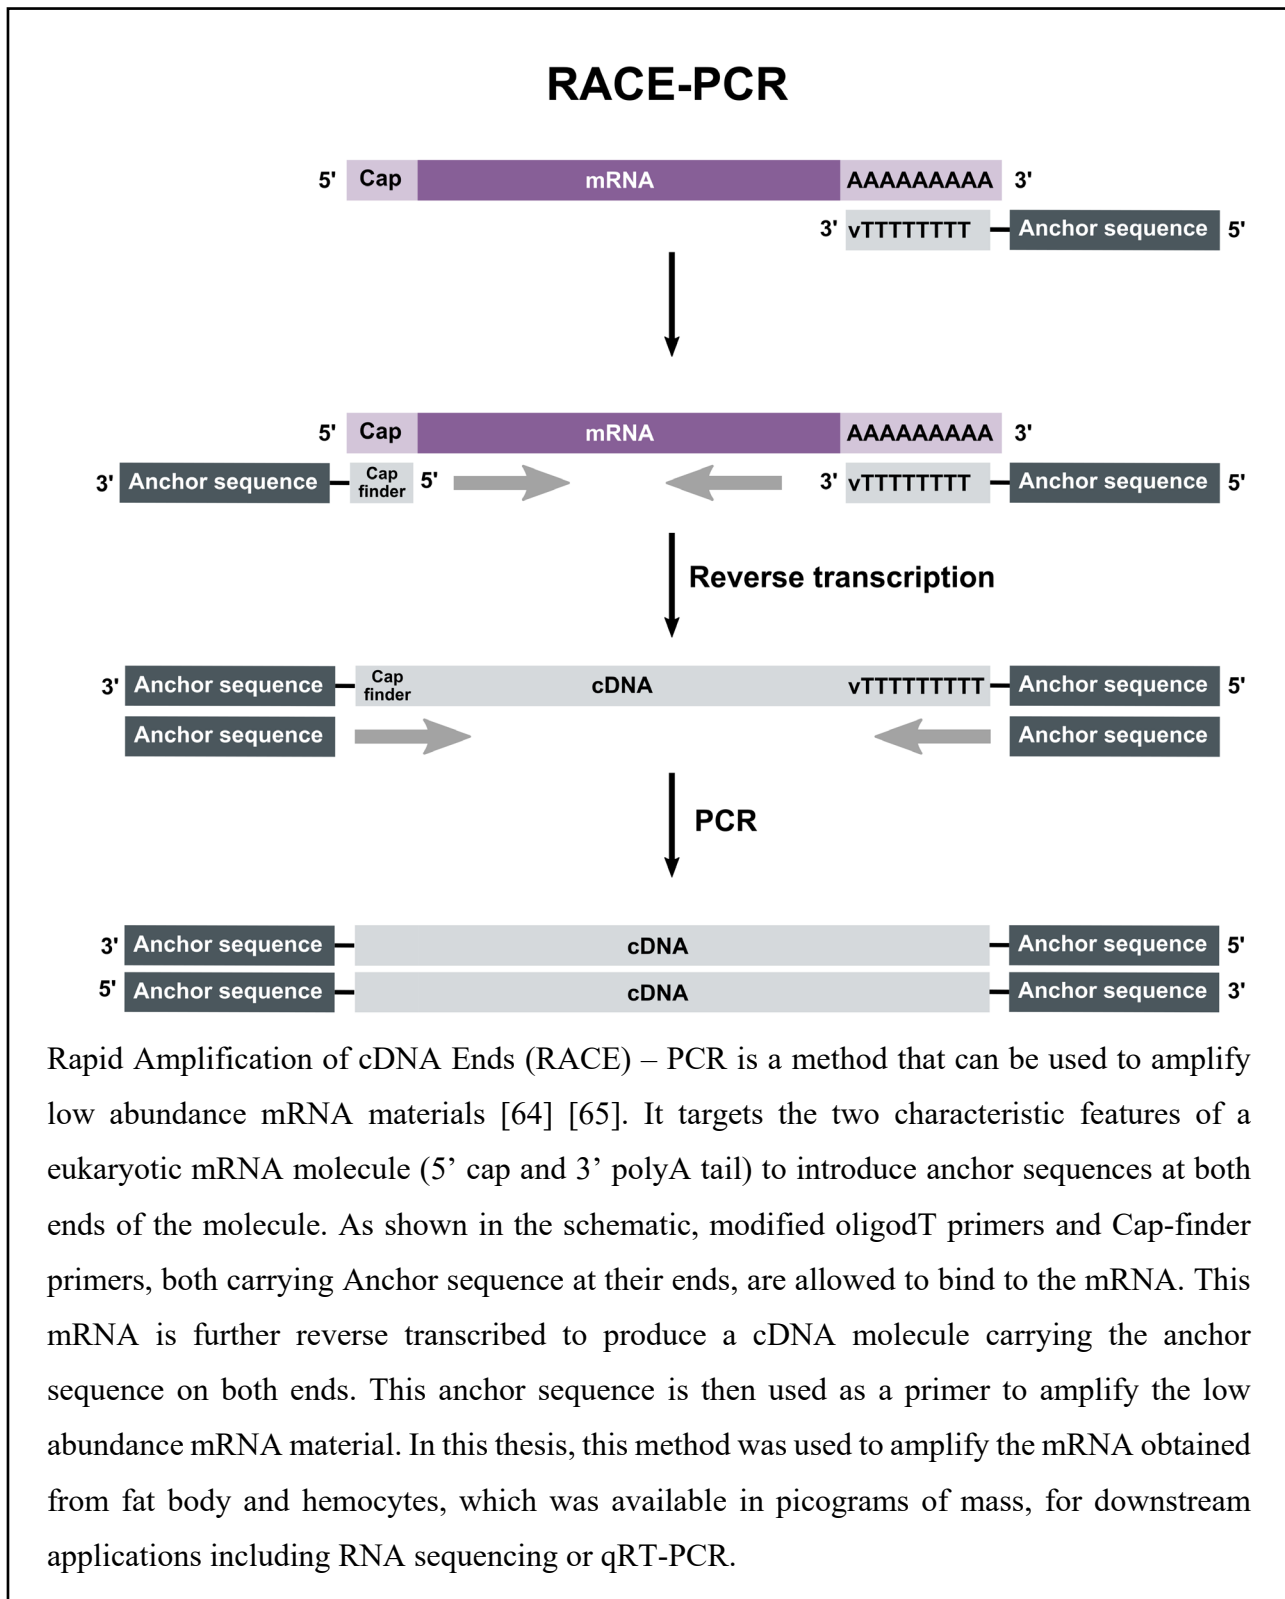 RACE-PCR
5' Cap mRNA AAAAAAAAA 3'
3' vTTTTTTTT Anchor sequence 5'
5' Cap mRNA AAAAAAAAA 3'
3' Anchor sequence Cap finder 5' 3' vTTTTTTTT Anchor sequence 5'
Reverse transcription
3' Anchor sequence Cap finder cDNA vTTTTTTTTT Anchor sequence 5'
Anchor sequence Anchor sequence
PCR
3' Anchor sequence cDNA Anchor sequence 5'
5' Anchor sequence cDNA Anchor sequence 3'
Rapid Amplification of cDNA Ends (RACE) – PCR is a method that can be used to amplify
low abundance mRNA materials [64] [65]. It targets the two characteristic features of a
eukaryotic mRNA molecule (5’ cap and 3’ polyA tail) to introduce anchor sequences at both
ends of the molecule. As shown in the schematic, modified oligodT primers and Cap-finder
primers, both carrying Anchor sequence at their ends, are allowed to bind to the mRNA. This
mRNA is further reverse transcribed to produce a cDNA molecule carrying the anchor
sequence on both ends. This anchor sequence is then used as a primer to amplify the low
abundance mRNA material. In this thesis, this method was used to amplify the mRNA obtained
from fat body and hemocytes, which was available in picograms of mass, for downstream
applications including RNA sequencing or qRT-PCR.